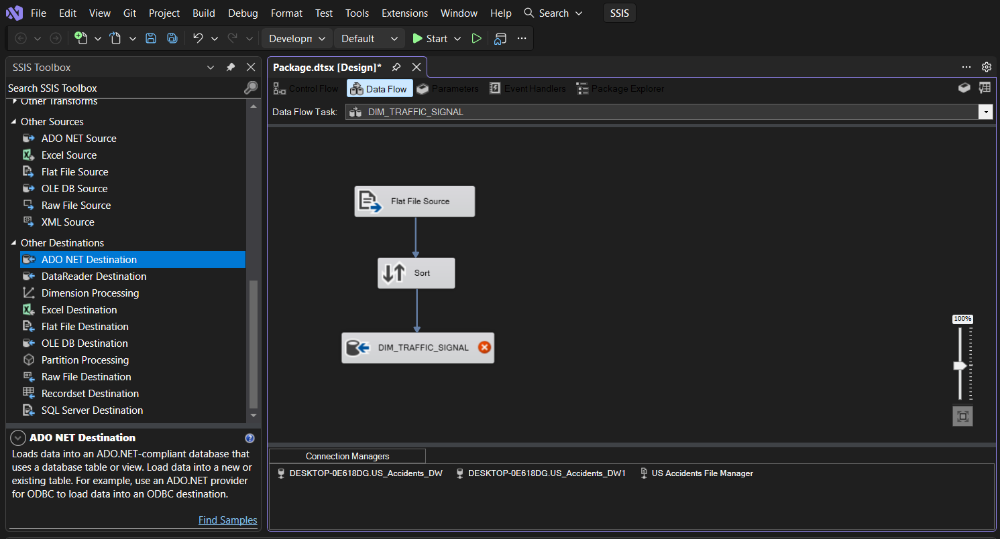 File Edit View Git Project Build Debug Format Test Tools Extensions Window Help Search SSIS
Developn Default Start
SSIS Toolbox
Search SSIS Toolbox
Other Transforms
Other Sources
ADO NET Source
Excel Source
Flat File Source
OLE DB Source
Raw File Source
XML Source
Other Destinations
ADO NET Destination
DataReader Destination
Dimension Processing
Excel Destination
Flat File Destination
OLE DB Destination
Partition Processing
Raw File Destination
Recordset Destination
SQL Server Destination
ADO NET Destination
Loads data into an ADO.NET-compliant database that
uses a database table or view. Load data into a new or
existing table. For example, use an ADO.NET provider
for ODBC to load data into an ODBC destination.
Find Samples
Package.dtsx [Design]*
Control Flow Data Flow Parameters Event Handlers Package Explorer
Data Flow Task: DIM_TRAFFIC_SIGNAL
Flat File Source
Sort
DIM_TRAFFIC_SIGNAL
100%
Connection Managers
DESKTOP-0E618DG.US_Accidents_DW DESKTOP-0E618DG.US_Accidents_DW1 US Accidents File Manager